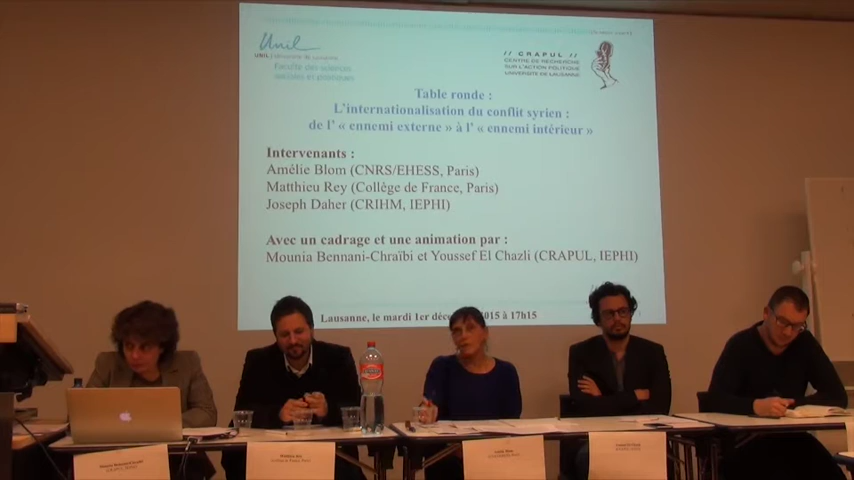 Unil
UNIL | Université de Lausanne
Faculté des sciences
sociales et politiques
// CRAPUL //
CENTRE DE RECHERCHE
SUR L'ACTION POLITIQUE
UNIVERSITÉ DE LAUSANNE
Table ronde :
L'internationalisation du conflit syrien :
de l' « ennemi externe » à l' « ennemi intérieur »
Intervenants :
Amélie Blom (CNRS/EHESS, Paris)
Matthieu Rey (Collège de France, Paris)
Joseph Daher (CRIHM, IEPHI)
Avec un cadrage et une animation par :
Mounia Bennani-Chraïbi et Youssef El Chazli (CRAPUL, IEPHI)
Lausanne, le mardi 1er 2015 à 17h15